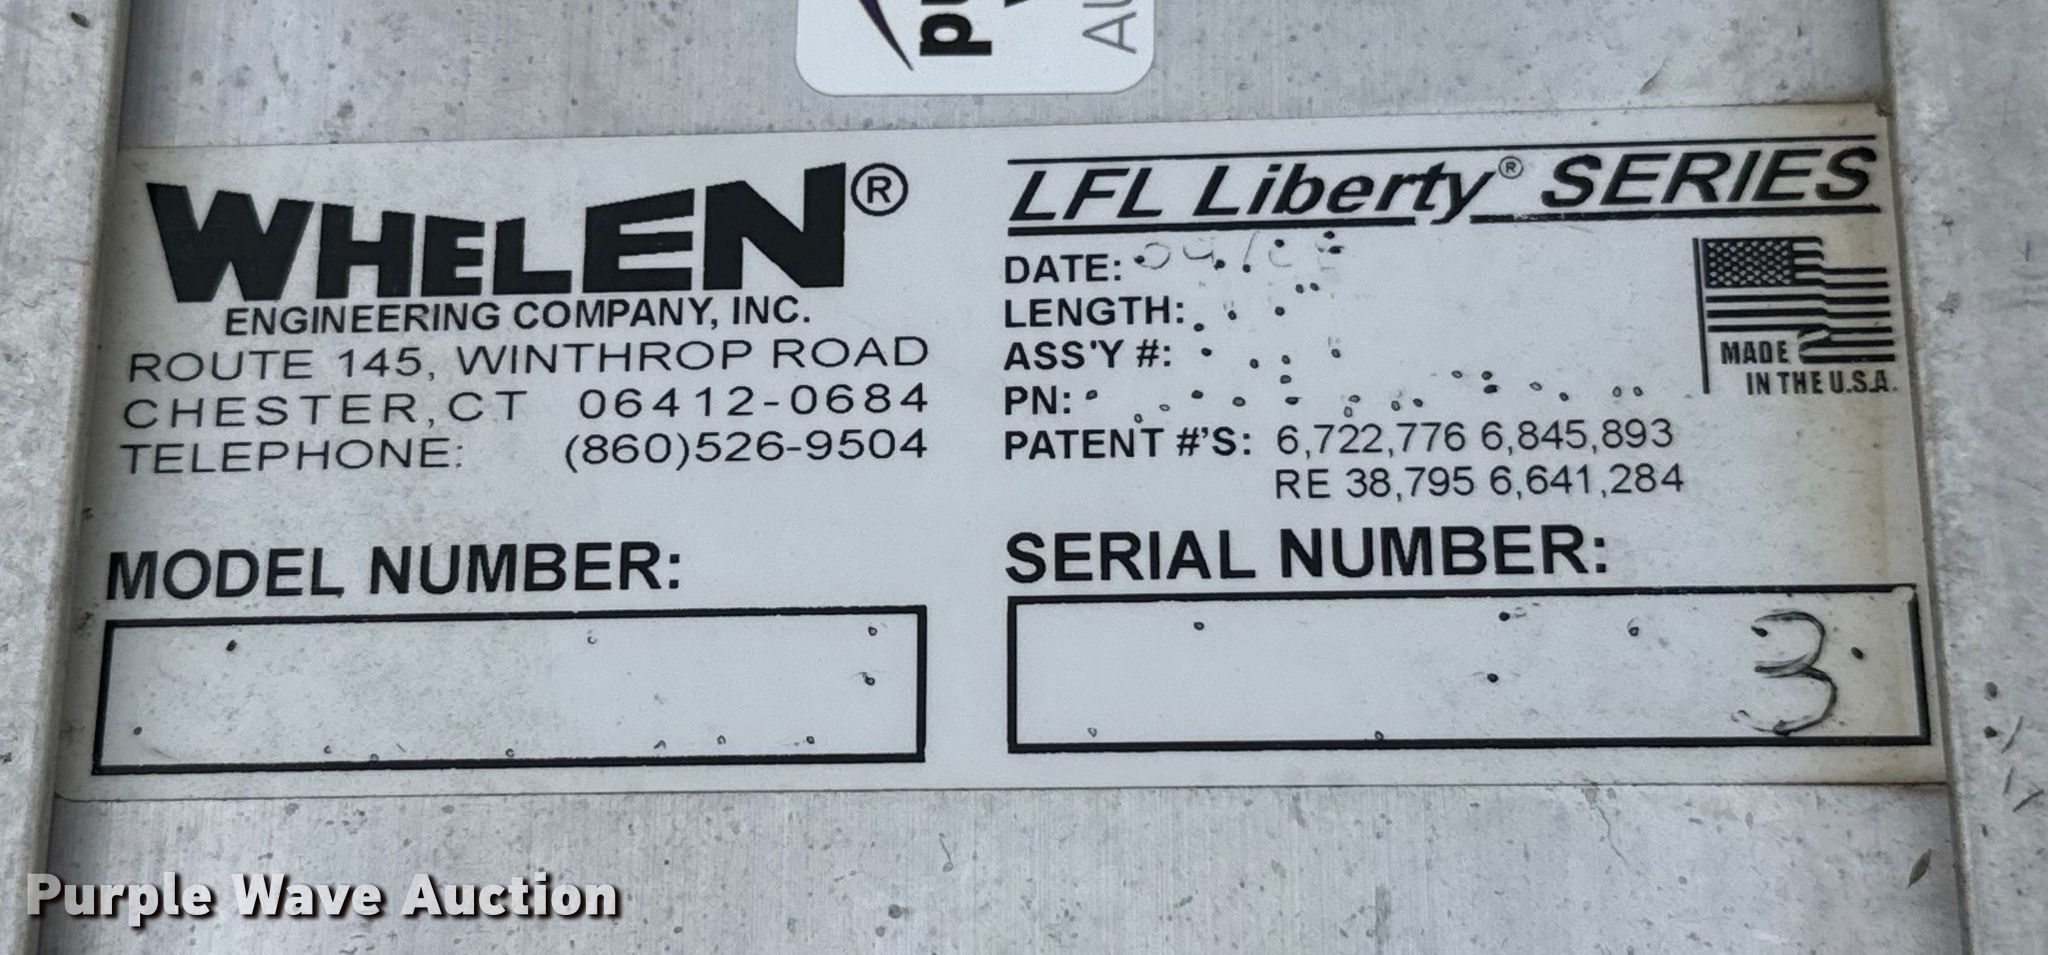 WHELEN®
ENGINEERING COMPANY, INC.
ROUTE 145, WINTHROP ROAD
CHESTER, CT 06412-0684
TELEPHONE: (860)526-9504
LFL Liberty® SERIES
DATE:
LENGTH:
ASS'Y #:
PN:
PATENT #'S: 6,722,776 6,845,893
RE 38,795 6,641,284
MADE
IN THE U.S.A.
MODEL NUMBER:
SERIAL NUMBER:
3
Purple Wave Auction